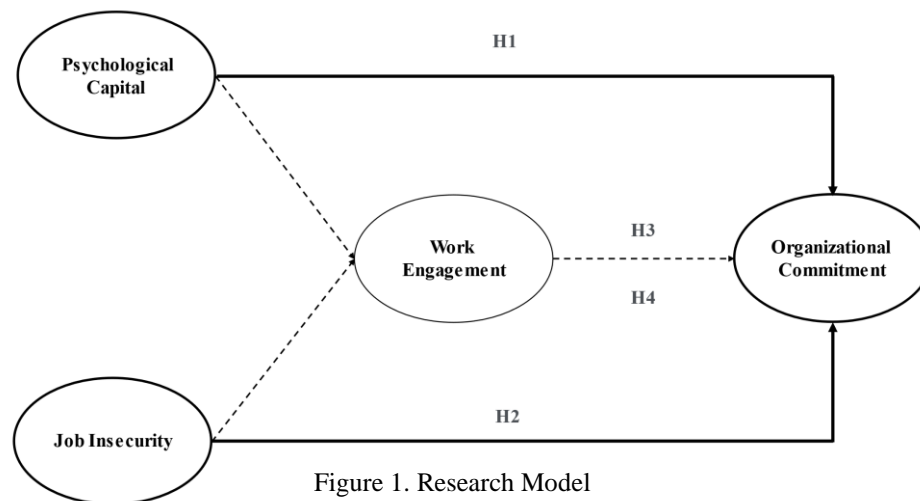 H1
Psychological
Capital
Work
Engagement
H3
H4
Organizational
Commitment
Job Insecurity
H2
Figure 1. Research Model